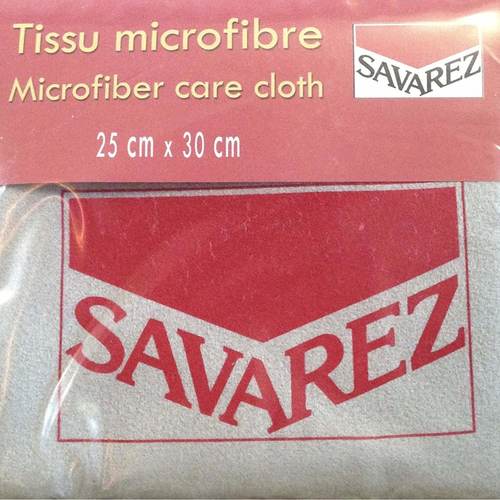 Tissu microfibre
SAVAREZ
Microfiber care cloth
25 cm x 30 cm
SAVAREZ